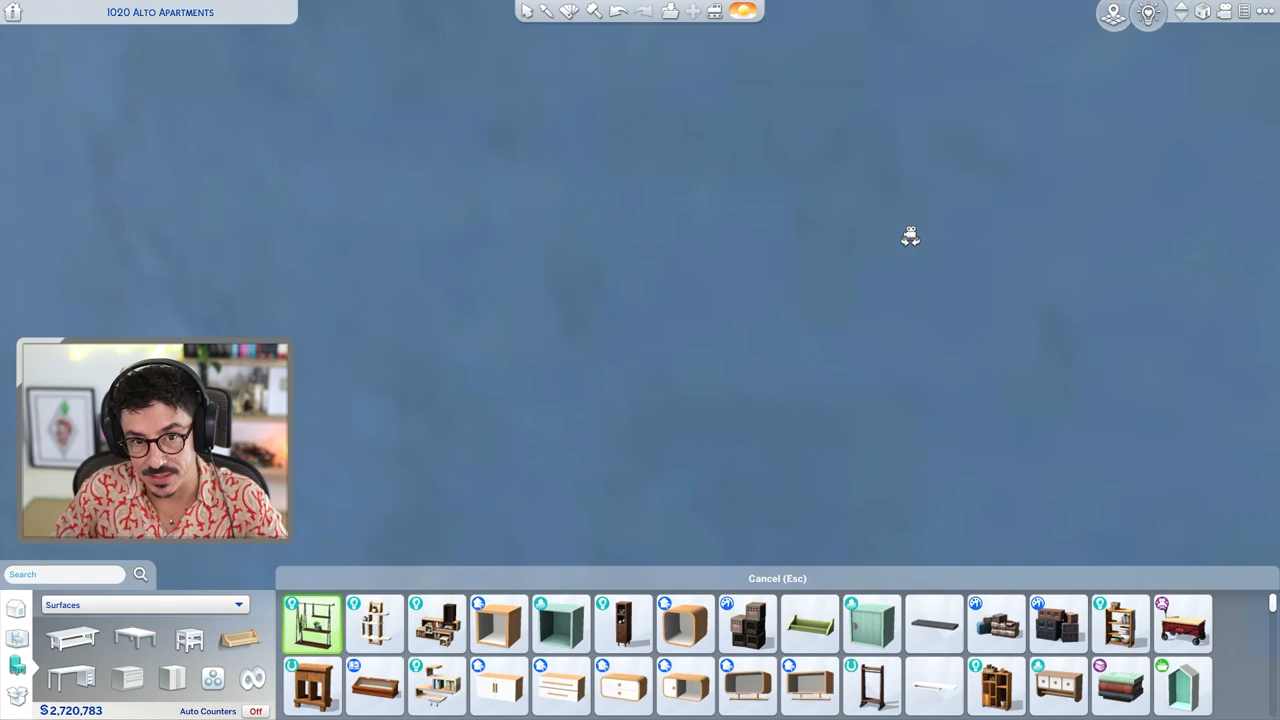 1020 Alto Apartments
Cancel (Esc)
Search
Surfaces
§2,720,783
Auto Counters
Off